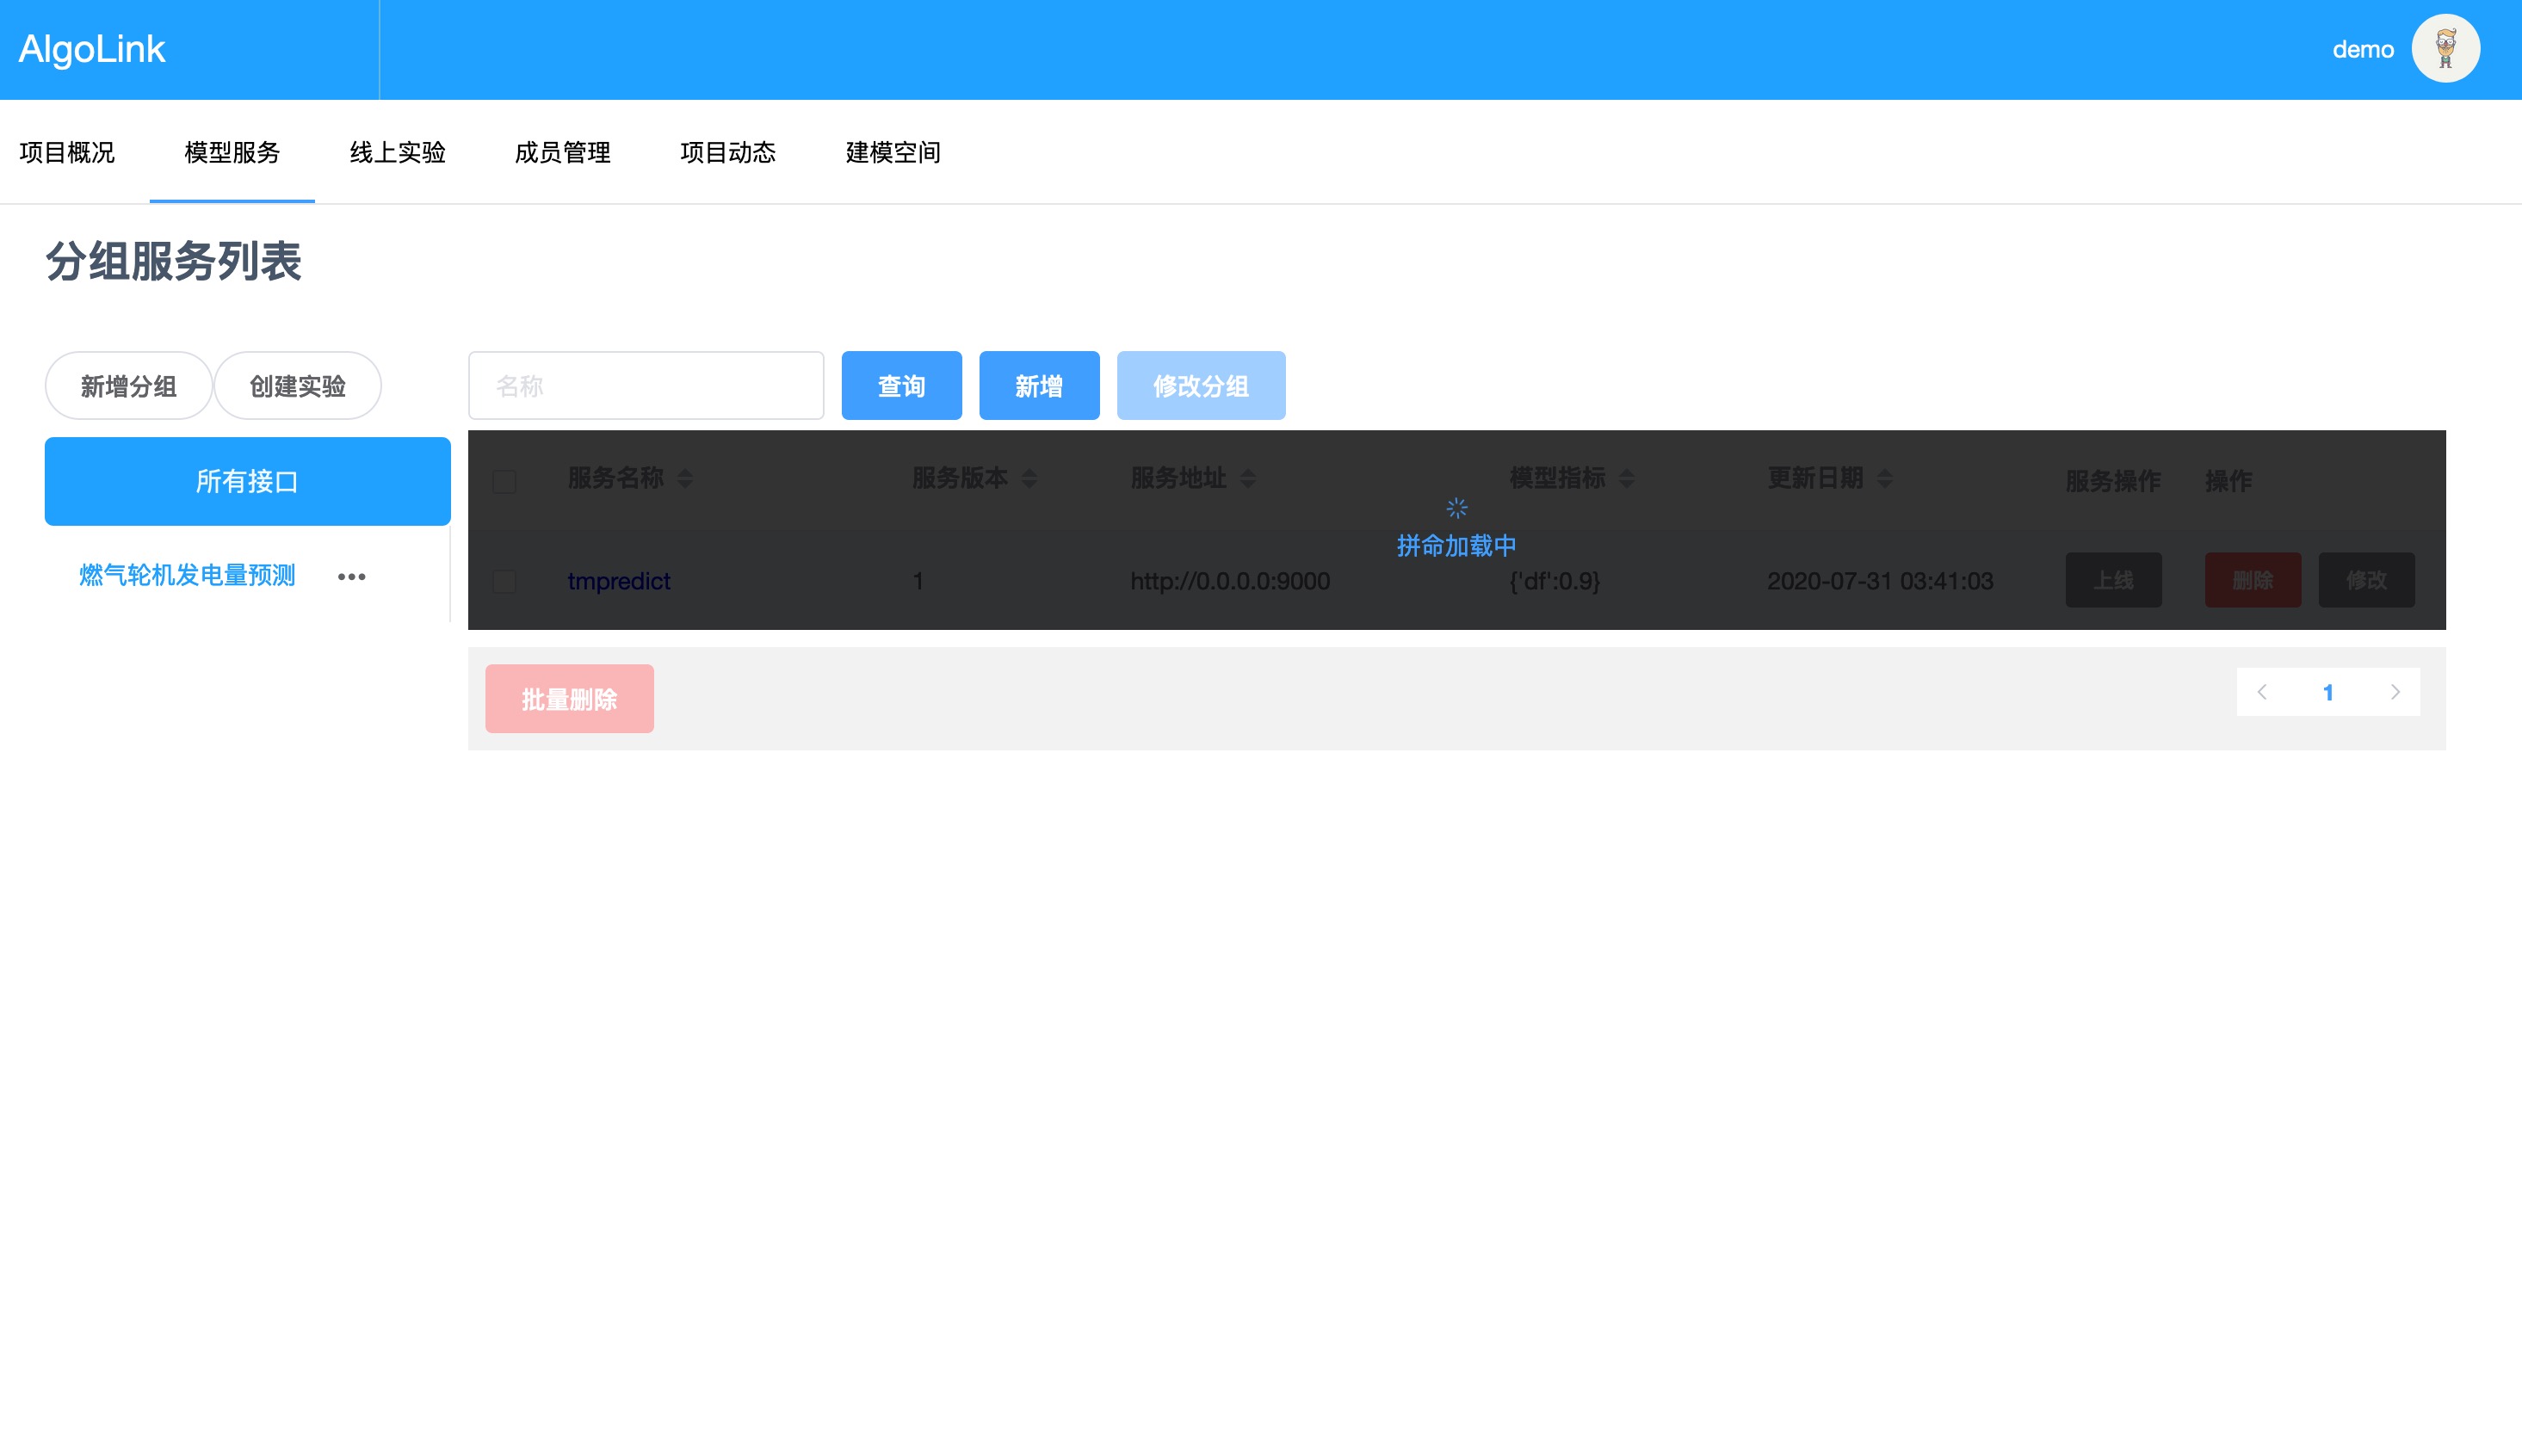 AlgoLink
demo
项目概况 模型服务 线上实验 成员管理 项目动态 建模空间
分组服务列表
新增分组 创建实验 名称 查询 新增 修改分组
所有接口
服务名称 服务版本 服务地址 模型指标 更新日期 服务操作 操作
拼命加载中
燃气轮机发电量预测
tmpredict 1 http://0.0.0.0:9000 {'df':0.9} 2020-07-31 03:41:03 上线 删除 修改
批量删除
1